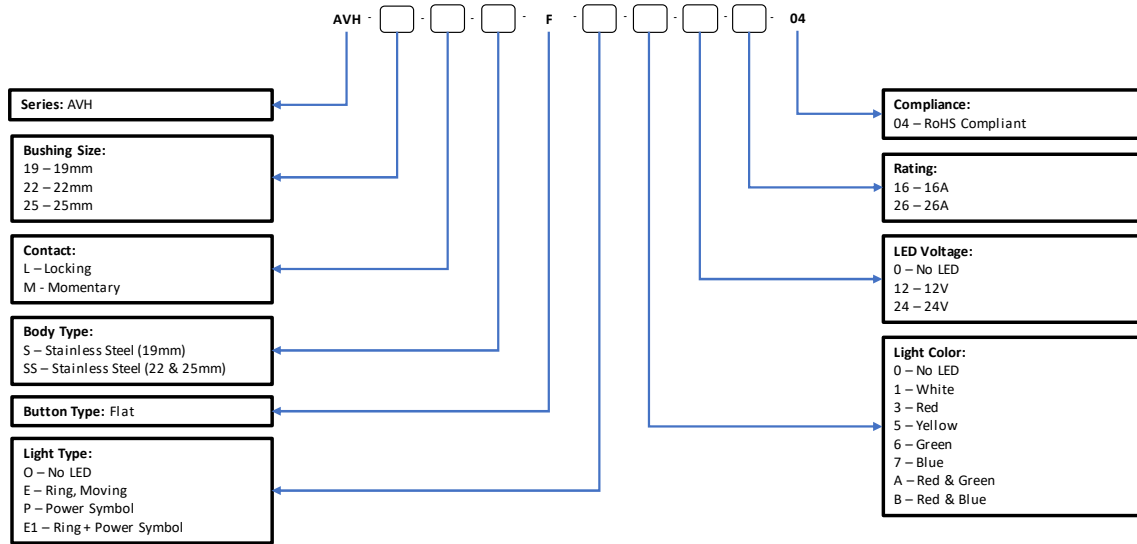 AVH - - - - F - - - - - 04
Series: AVH
Bushing Size:
19 – 19mm
22 – 22mm
25 – 25mm
Contact:
L – Locking
M - Momentary
Body Type:
S – Stainless Steel (19mm)
SS – Stainless Steel (22 & 25mm)
Button Type: Flat
Light Type:
O – No LED
E – Ring, Moving
P – Power Symbol
E1 – Ring + Power Symbol
Compliance:
04 – RoHS Compliant
Rating:
16 – 16A
26 – 26A
LED Voltage:
0 – No LED
12 – 12V
24 – 24V
Light Color:
0 – No LED
1 – White
3 – Red
5 – Yellow
6 – Green
7 – Blue
A – Red & Green
B – Red & Blue